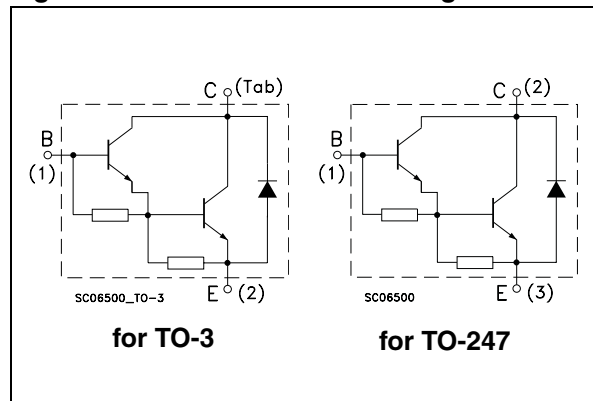 C (Tab)
B
(1)
E (2)
SC06500_TO-3
for TO-3
C (2)
B
(1)
E (3)
SC06500
for TO-247